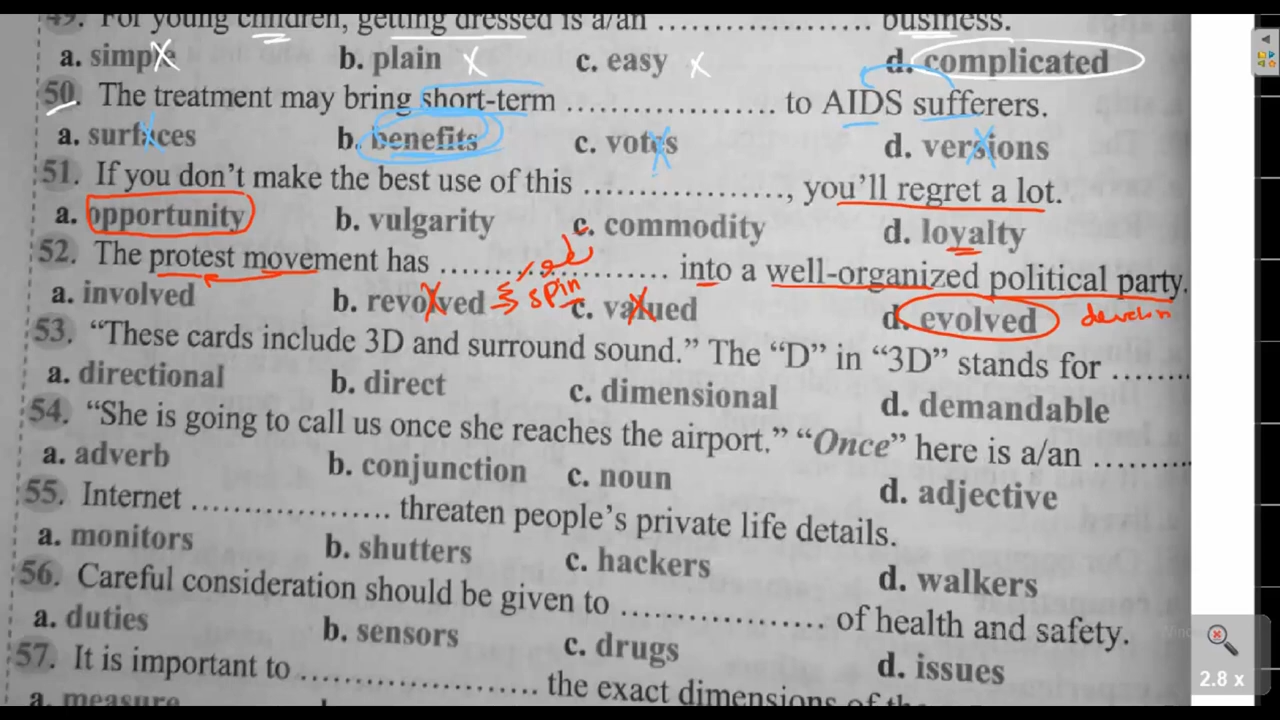 49. For young children, getting dressed is a/an .................... business.
a. simple b. plain c. easy d. complicated
50. The treatment may bring short-term .................... to AIDS sufferers.
a. surfaces b. benefits c. votes d. versions
51. If you don't make the best use of this ...................., you'll regret a lot.
a. opportunity b. vulgarity c. commodity d. loyalty
52. The protest movement has .................... into a well-organized political party.
a. involved b. revolved spin c. valued d. evolved
53. “These cards include 3D and surround sound.” The “D” in “3D” stands for ........
a. directional b. direct c. dimensional d. demandable
54. “She is going to call us once she reaches the airport.” “Once” here is a/an ..........
a. adverb b. conjunction c. noun d. adjective
55. Internet .................... threaten people's private life details.
a. monitors b. shutters c. hackers d. walkers
56. Careful consideration should be given to .................... of health and safety.
a. duties b. sensors c. drugs d. issues
57. It is important to ........................ the exact dimensions of the
a. measure
2.8 x